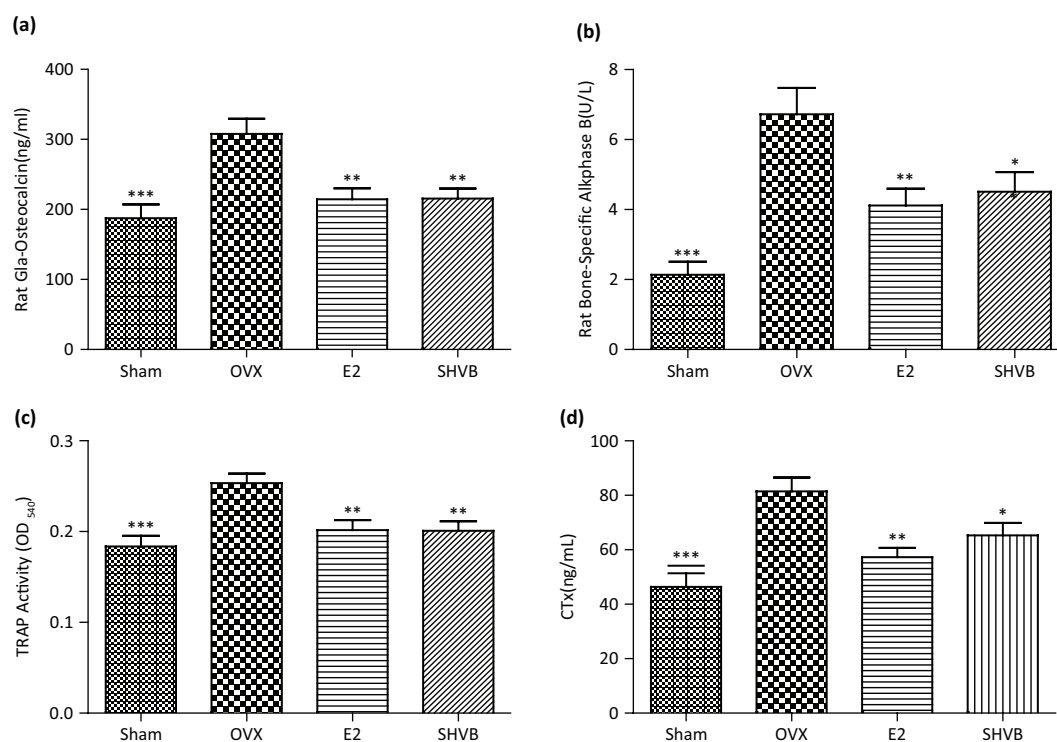 (a)
Rat Gla-Osteocalcin(ng/ml)
400
300
200
100
0
***
**
**
Sham
OVX
E2
SHVB
(b)
Rat Bone-Specific Alkphase B(U/L)
8
6
4
2
0
***
**
*
*
Sham
OVX
E2
SHVB
(c)
TRAP Activity (OD 540)
0.3
0.2
0.1
0.0
***
**
**
Sham
OVX
E2
SHVB
(d)
CTx(ng/mL)
100
80
60
40
20
0
***
**
*
Sham
OVX
E2
SHVB